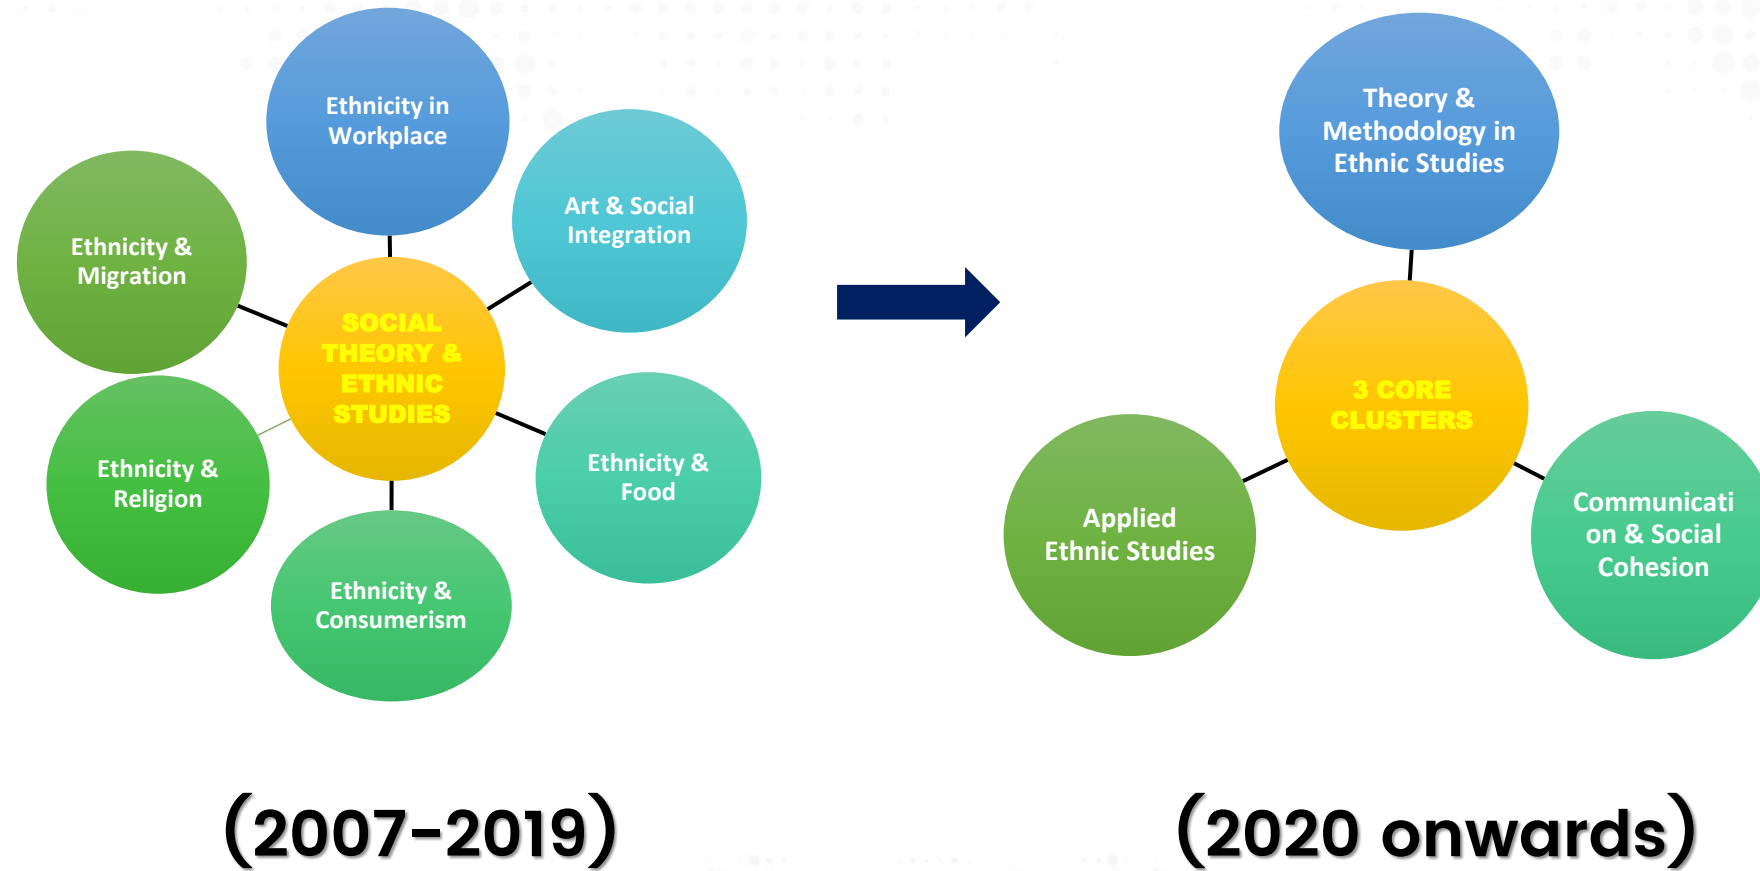 Ethnicity in
Workplace
Art & Social
Integration
Ethnicity &
Migration
SOCIAL
THEORY &
ETHNIC
STUDIES
Ethnicity &
Religion
Ethnicity &
Food
Ethnicity &
Consumerism
(2007-2019)
Theory &
Methodology in
Ethnic Studies
3 CORE
CLUSTERS
Applied
Ethnic Studies
Communicati
on & Social
Cohesion
(2020 onwards)